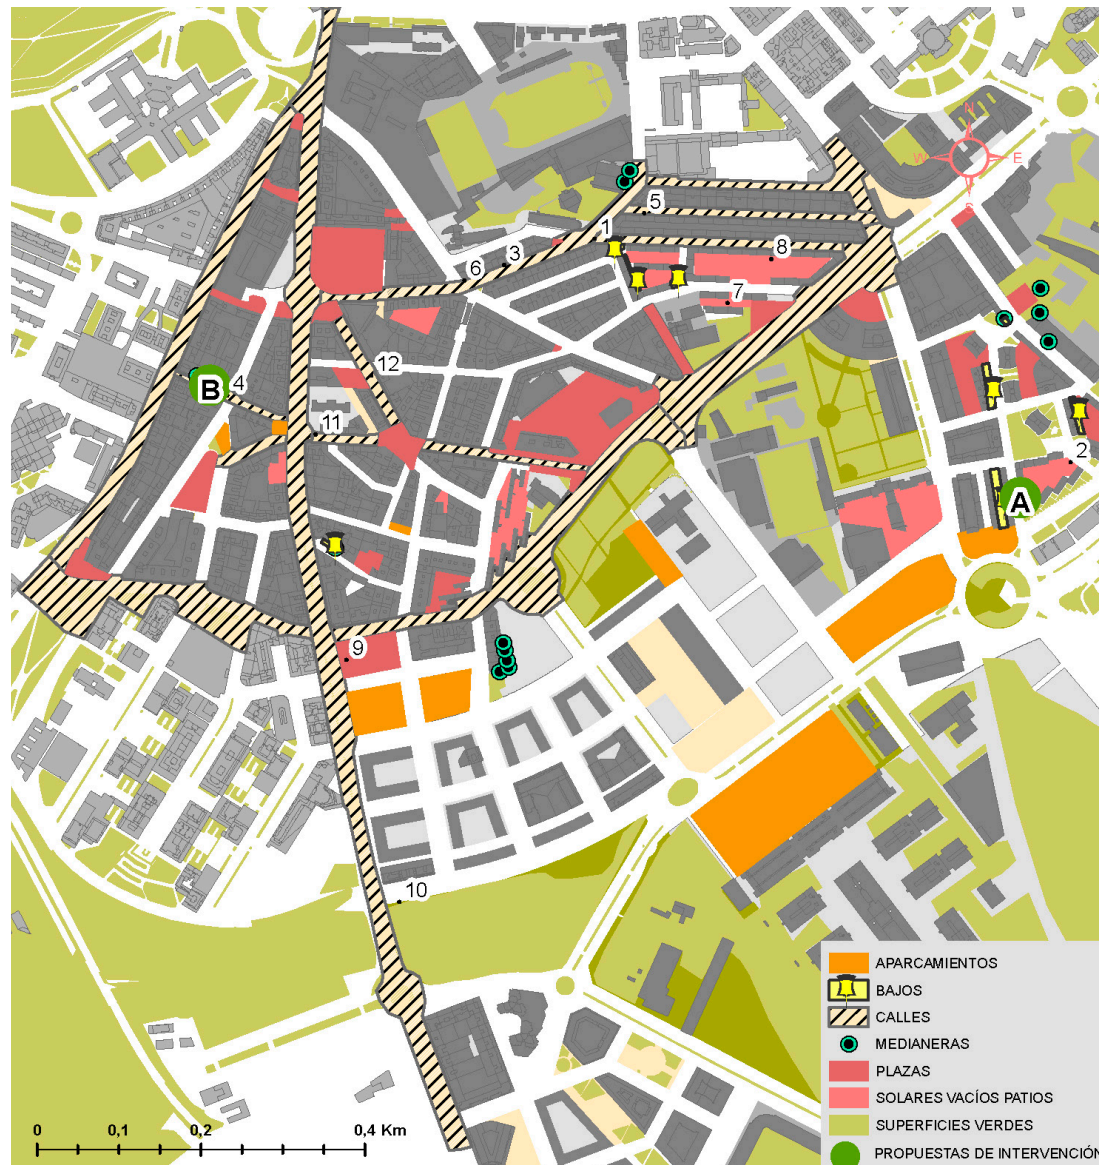 N
W E
S
5
1
3
8
6
7
12
B
4
11
2
A
9
10
APARCAMIENTOS
BAJOS
CALLES
MEDIANERAS
PLAZAS
SOLARES VACÍOS PATIOS
SUPERFICIES VERDES
PROPUESTAS DE INTERVENCIÓN
0 0,1 0,2 0,4 Km